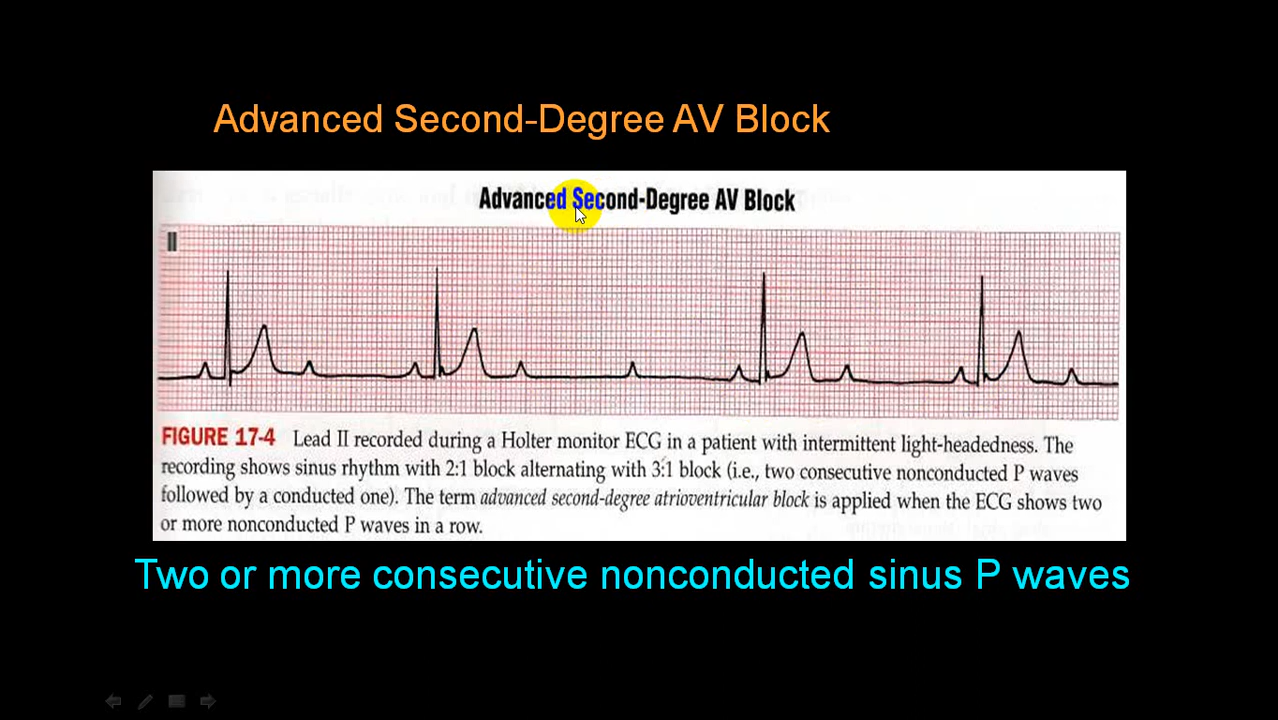 Advanced Second-Degree AV Block
Advanced Second-Degree AV Block
II
FIGURE 17-4 Lead II recorded during a Holter monitor ECG in a patient with intermittent light-headedness. The
recording shows sinus rhythm with 2:1 block alternating with 3:1 block (i.e., two consecutive nonconducted P waves
followed by a conducted one). The term advanced second-degree atrioventricular block is applied when the ECG shows two
or more nonconducted P waves in a row.
Two or more consecutive nonconducted sinus P waves